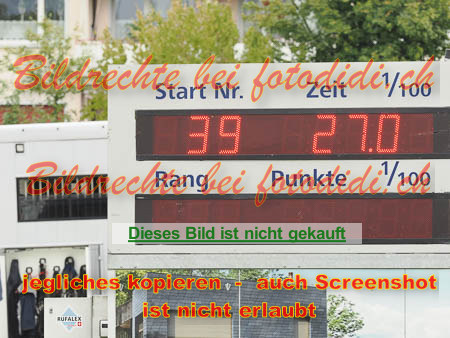 Bildrechte bei fotodidi.ch
Start Nr. Zeit 1/100
39 27.0
Bildrechte bei fotodidi.ch
Rang Punkte 1/100
Dieses Bild ist nicht gekauft
jegliches kopieren - auch Screenshot
ist nicht erlaubt
RUFALEX